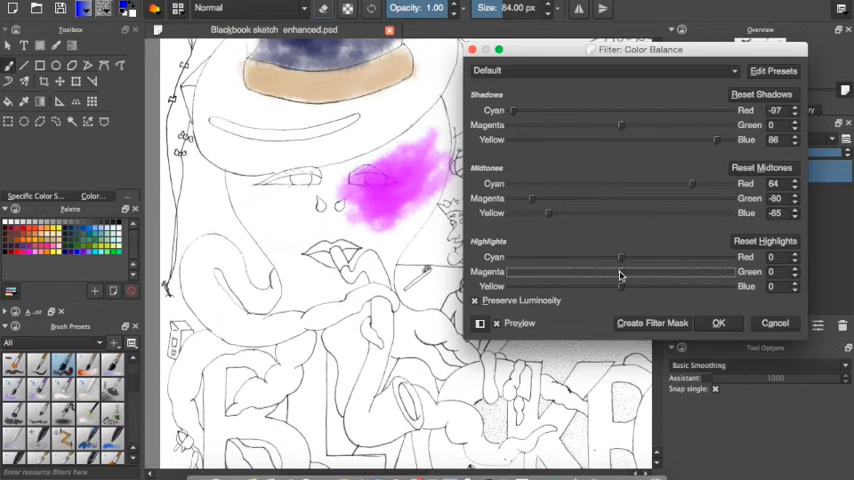 Normal
Opacity: 1.00
Size: 84.00 px
Toolbox
Blackbook sketch enhanced.psd
Overview
Filter: Color Balance
Default
Edit Presets
Shadows
Reset Shadows
Cyan Red -97
Magenta Green 0
Yellow Blue 86
Midtones
Reset Midtones
Cyan Red 64
Magenta Green -80
Yellow Blue -65
Highlights
Reset Highlights
Cyan Red 0
Magenta Green 0
Yellow Blue 0
Preserve Luminosity
Preview
Create Filter Mask
OK
Cancel
Specific Color S...
Color...
...
Palette
A...
Brush Presets
All
Enter resource filters here
Tool Options
Basic Smoothing
Assistant: 1000
Snap single: